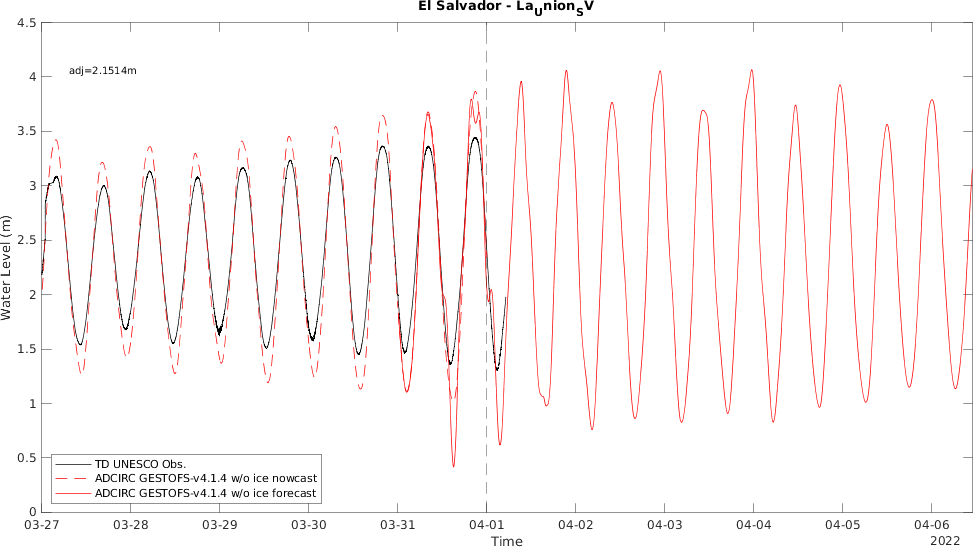 El Salvador - LaUnionSV
4.5
4
3.5
3
2.5
2
1.5
1
0.5
0
Water Level (m)
adj=2.1514m
TD UNESCO Obs.
ADCIRC GESTOFS-v4.1.4 w/o ice nowcast
ADCIRC GESTOFS-v4.1.4 w/o ice forecast
03-27 03-28 03-29 03-30 03-31 04-01 04-02 04-03 04-04 04-05 04-06
Time
2022